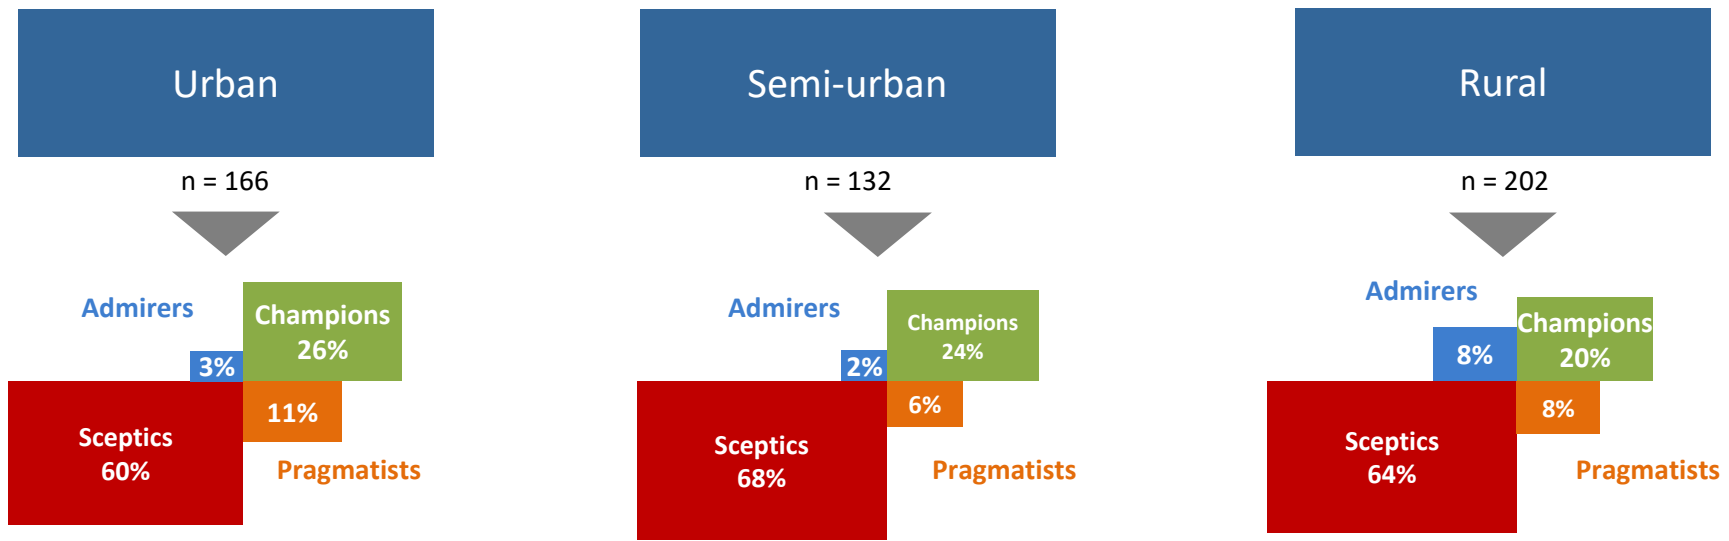 Urban
n = 166
Admirers
Champions
26%
3%
11%
Sceptics
60%
Pragmatists
Semi-urban
n = 132
Admirers
Champions
24%
2%
6%
Sceptics
68%
Pragmatists
Rural
n = 202
Admirers
Champions
20%
8%
8%
Sceptics
64%
Pragmatists